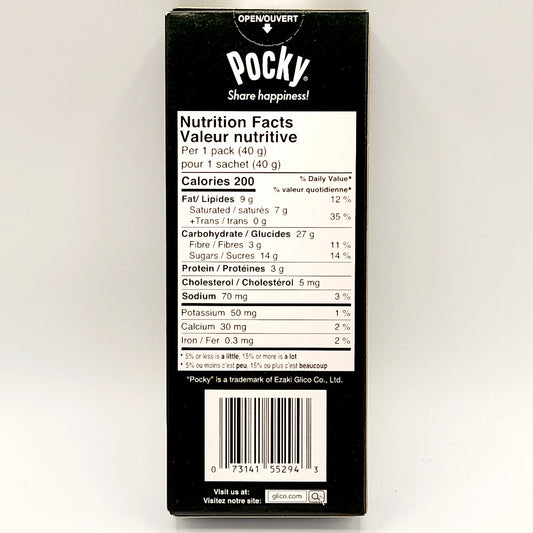 OPEN/OUVERT
Pocky®
Share happiness!
Nutrition Facts
Valeur nutritive
Per 1 pack (40 g)
pour 1 sachet (40 g)
Calories 200
% Daily Value*
% valeur quotidienne*
Fat / Lipides 9 g 12 %
Saturated / saturés 7 g
+Trans / trans 0 g
35 %
Carbohydrate / Glucides 27 g
Fibre / Fibres 3 g 11 %
Sugars / Sucres 14 g 14 %
Protein / Protéines 3 g
Cholesterol / Cholestérol 5 mg
Sodium 70 mg 3 %
Potassium 50 mg 1 %
Calcium 30 mg 2 %
Iron / Fer 0.3 mg 2 %
* 5% or less is a little, 15% or more is a lot
* 5% ou moins c'est peu, 15% ou plus c'est beaucoup
"Pocky" is a trademark of Ezaki Glico Co., Ltd.
0 73141 55294 3
Visit us at:
Visitez notre site:
glico.com